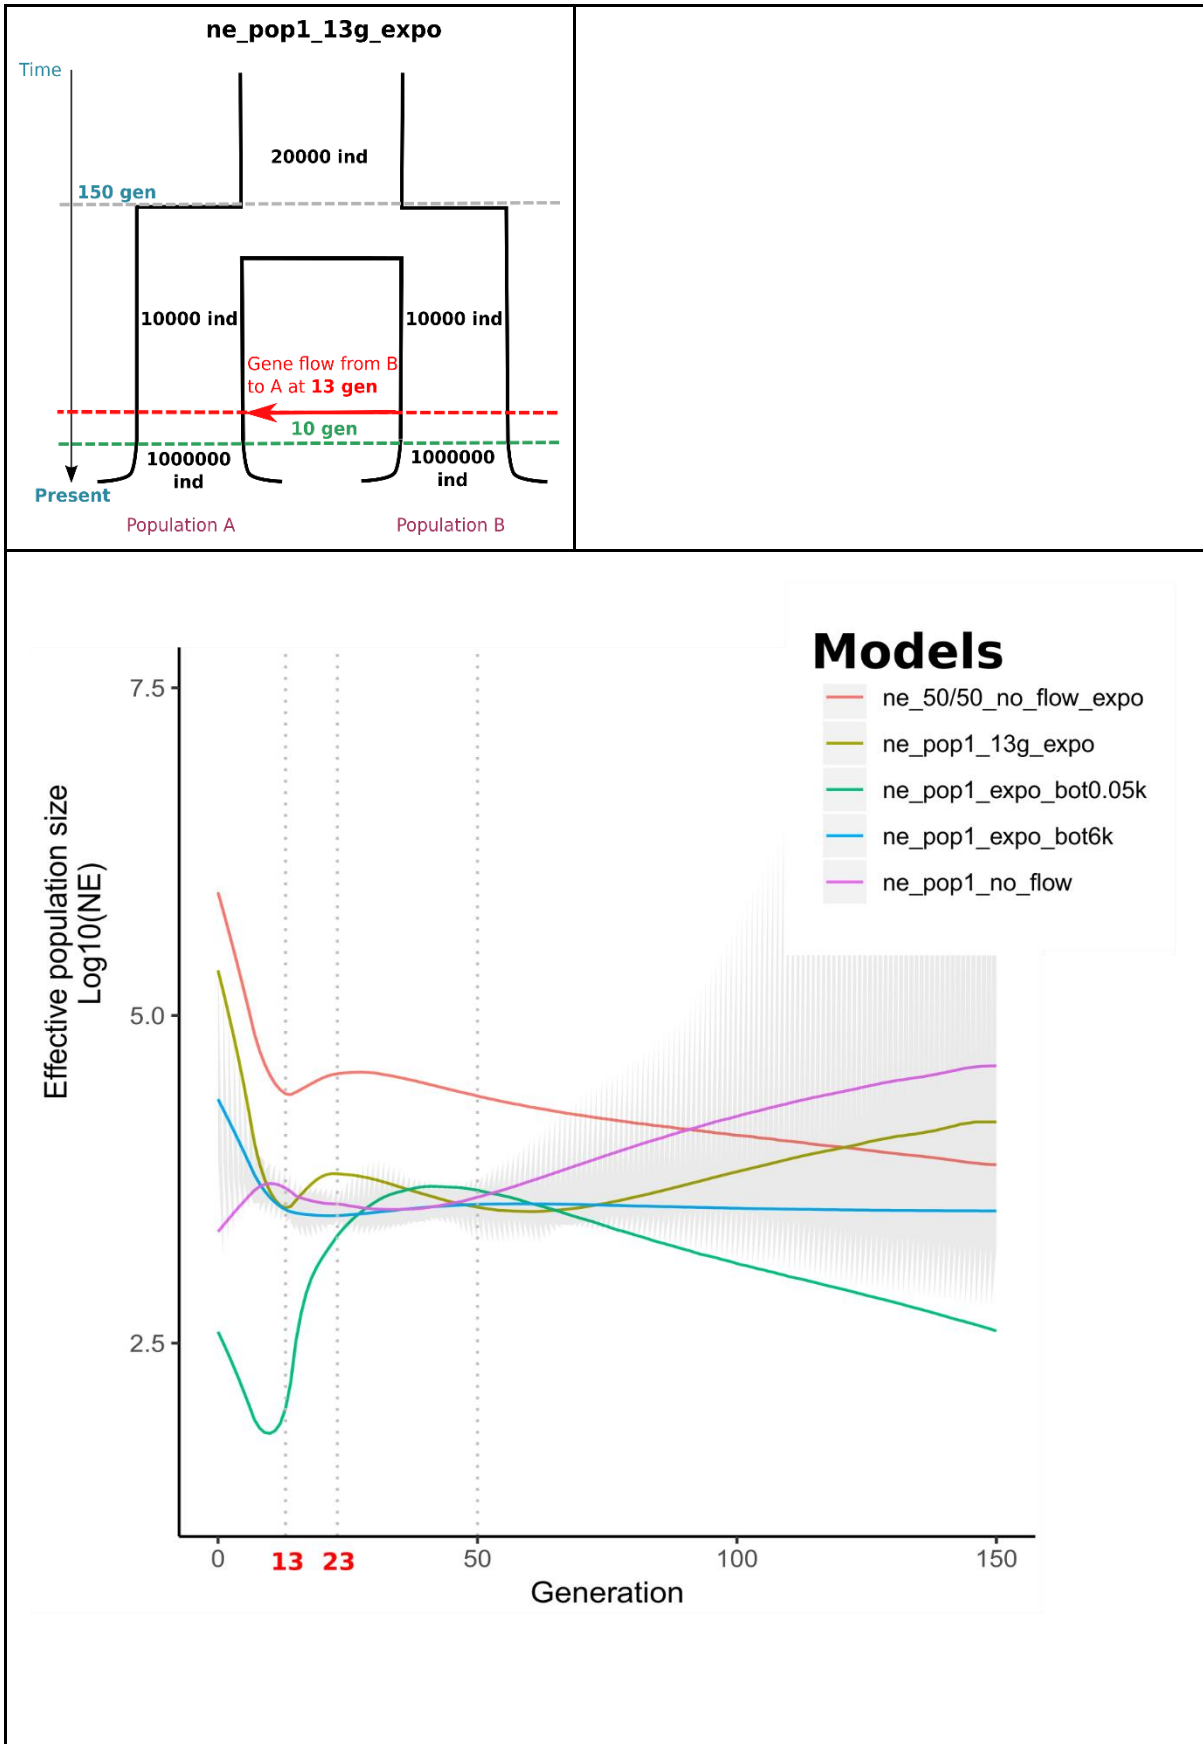 ne_pop1_13g_expo
Time
20000 ind
150 gen
10000 ind
10000 ind
Gene flow from B
to A at 13 gen
10 gen
1000000
ind
1000000
ind
Present
Population A
Population B
Models
ne_50/50_no_flow_expo
ne_pop1_13g_expo
ne_pop1_expo_bot0.05k
ne_pop1_expo_bot6k
ne_pop1_no_flow
Effective population size
Log10(NE)
7.5
5.0
2.5
0
13
23
50
100
150
Generation